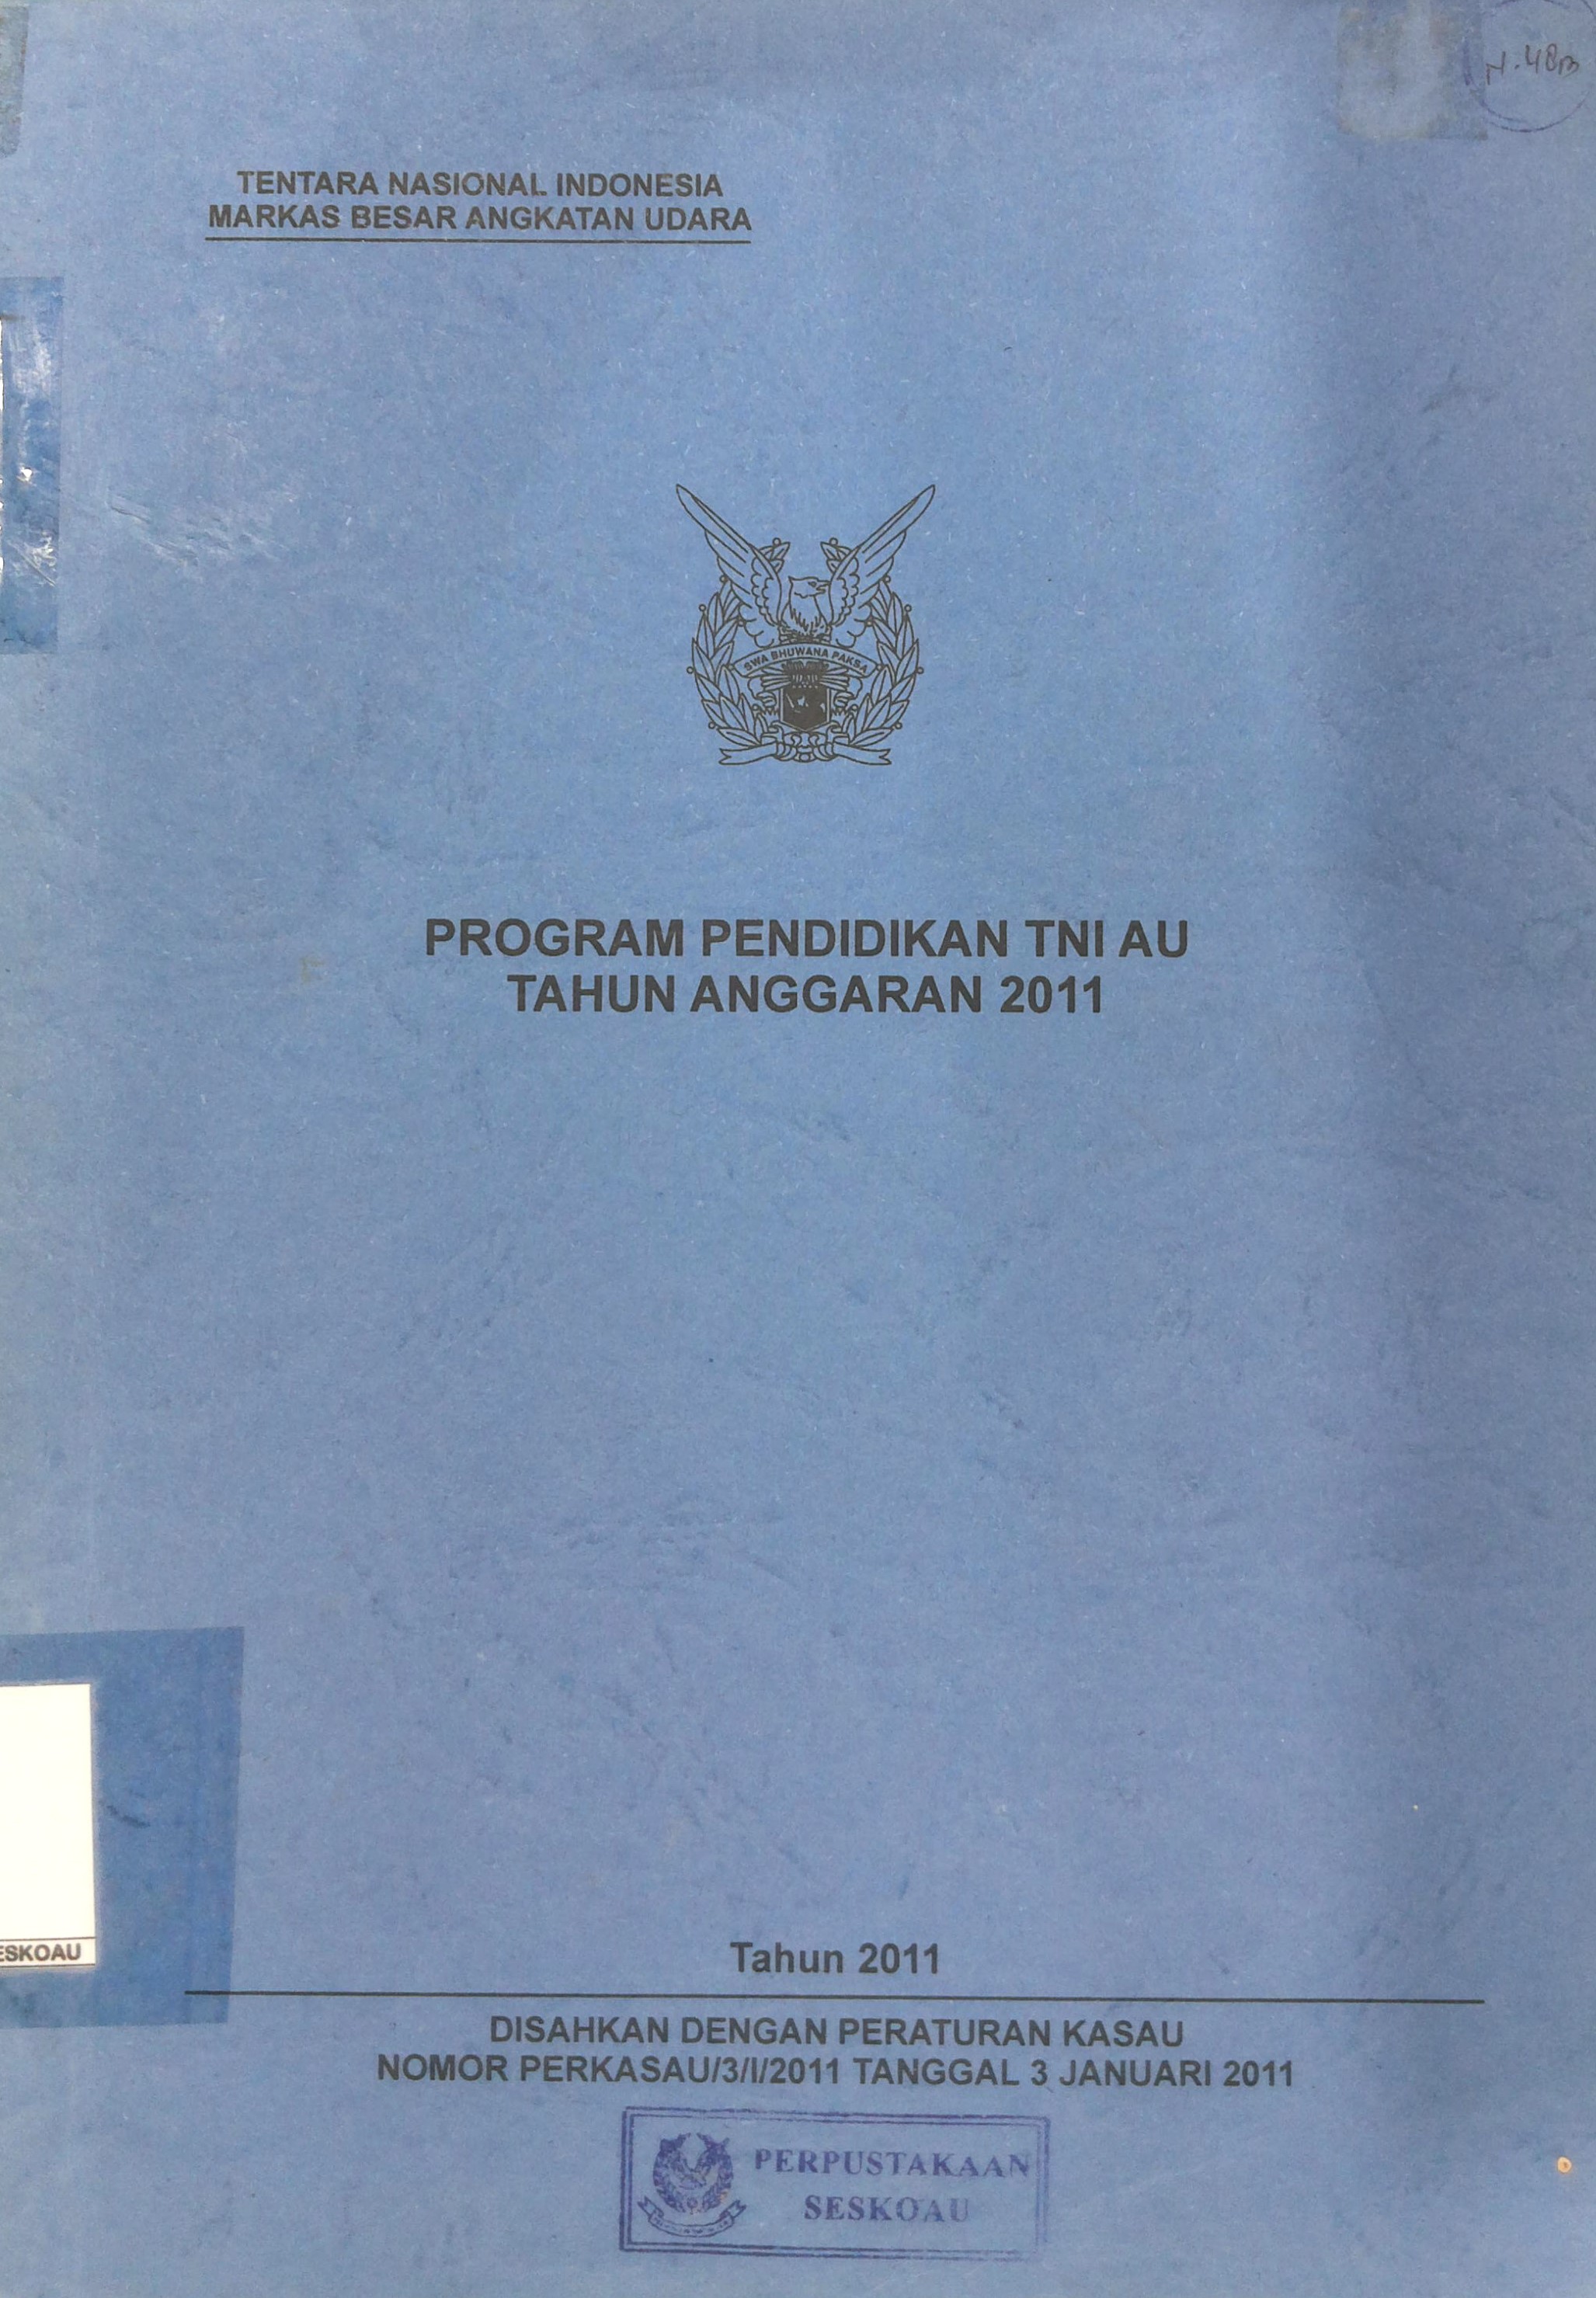 N.48B
TENTARA NASIONAL INDONESIA
MARKAS BESAR ANGKATAN UDARA
SWA BHUWANA PAKSA
PROGRAM PENDIDIKAN TNI AU
TAHUN ANGGARAN 2011
ESKOAU
Tahun 2011
DISAHKAN DENGAN PERATURAN KASAU
NOMOR PERKASAU/3/I/2011 TANGGAL 3 JANUARI 2011
PERPUSTAKAAN
SESKOAU